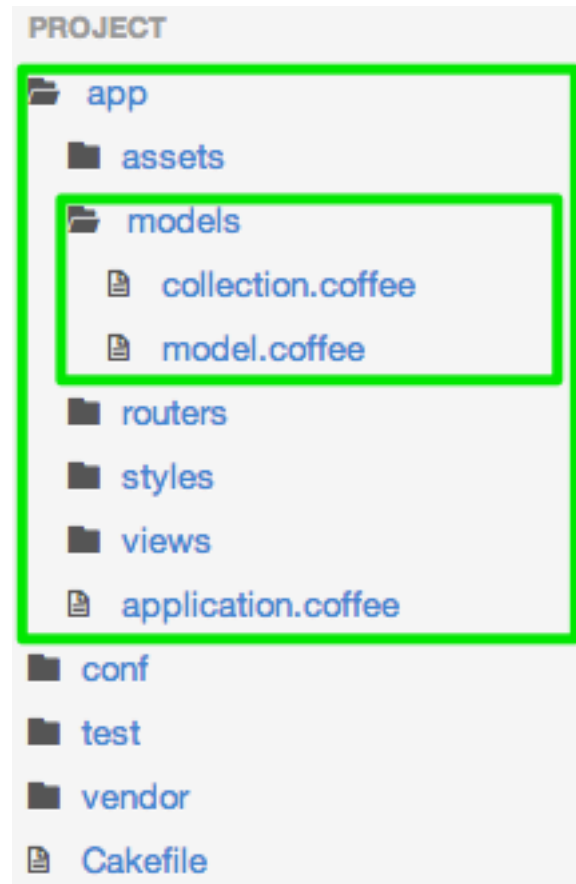 PROJECT
app
assets
models
collection.coffee
model.coffee
routers
styles
views
application.coffee
conf
test
vendor
Cakefile